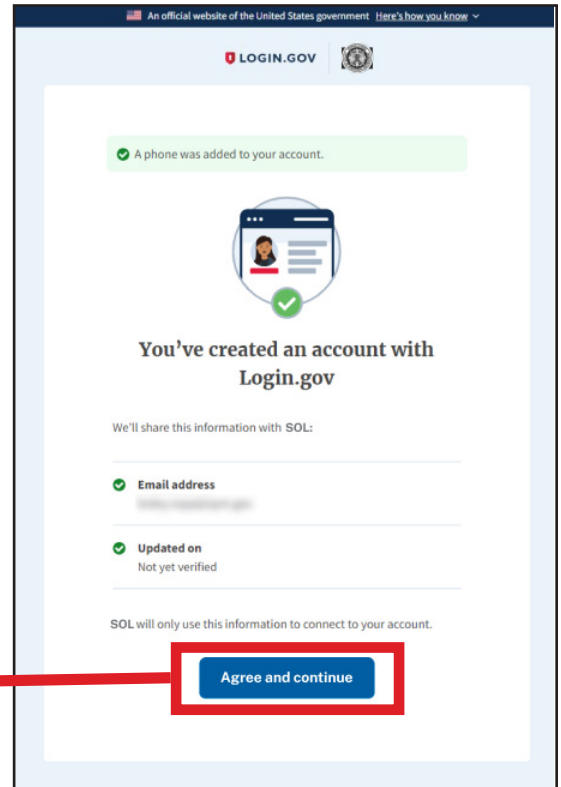 An official website of the United States government Here's how you know
LOGIN.GOV
A phone was added to your account.
You've created an account with
Login.gov
We'll share this information with SOL:
Email address
Updated on
Not yet verified
SOL will only use this information to connect to your account.
Agree and continue